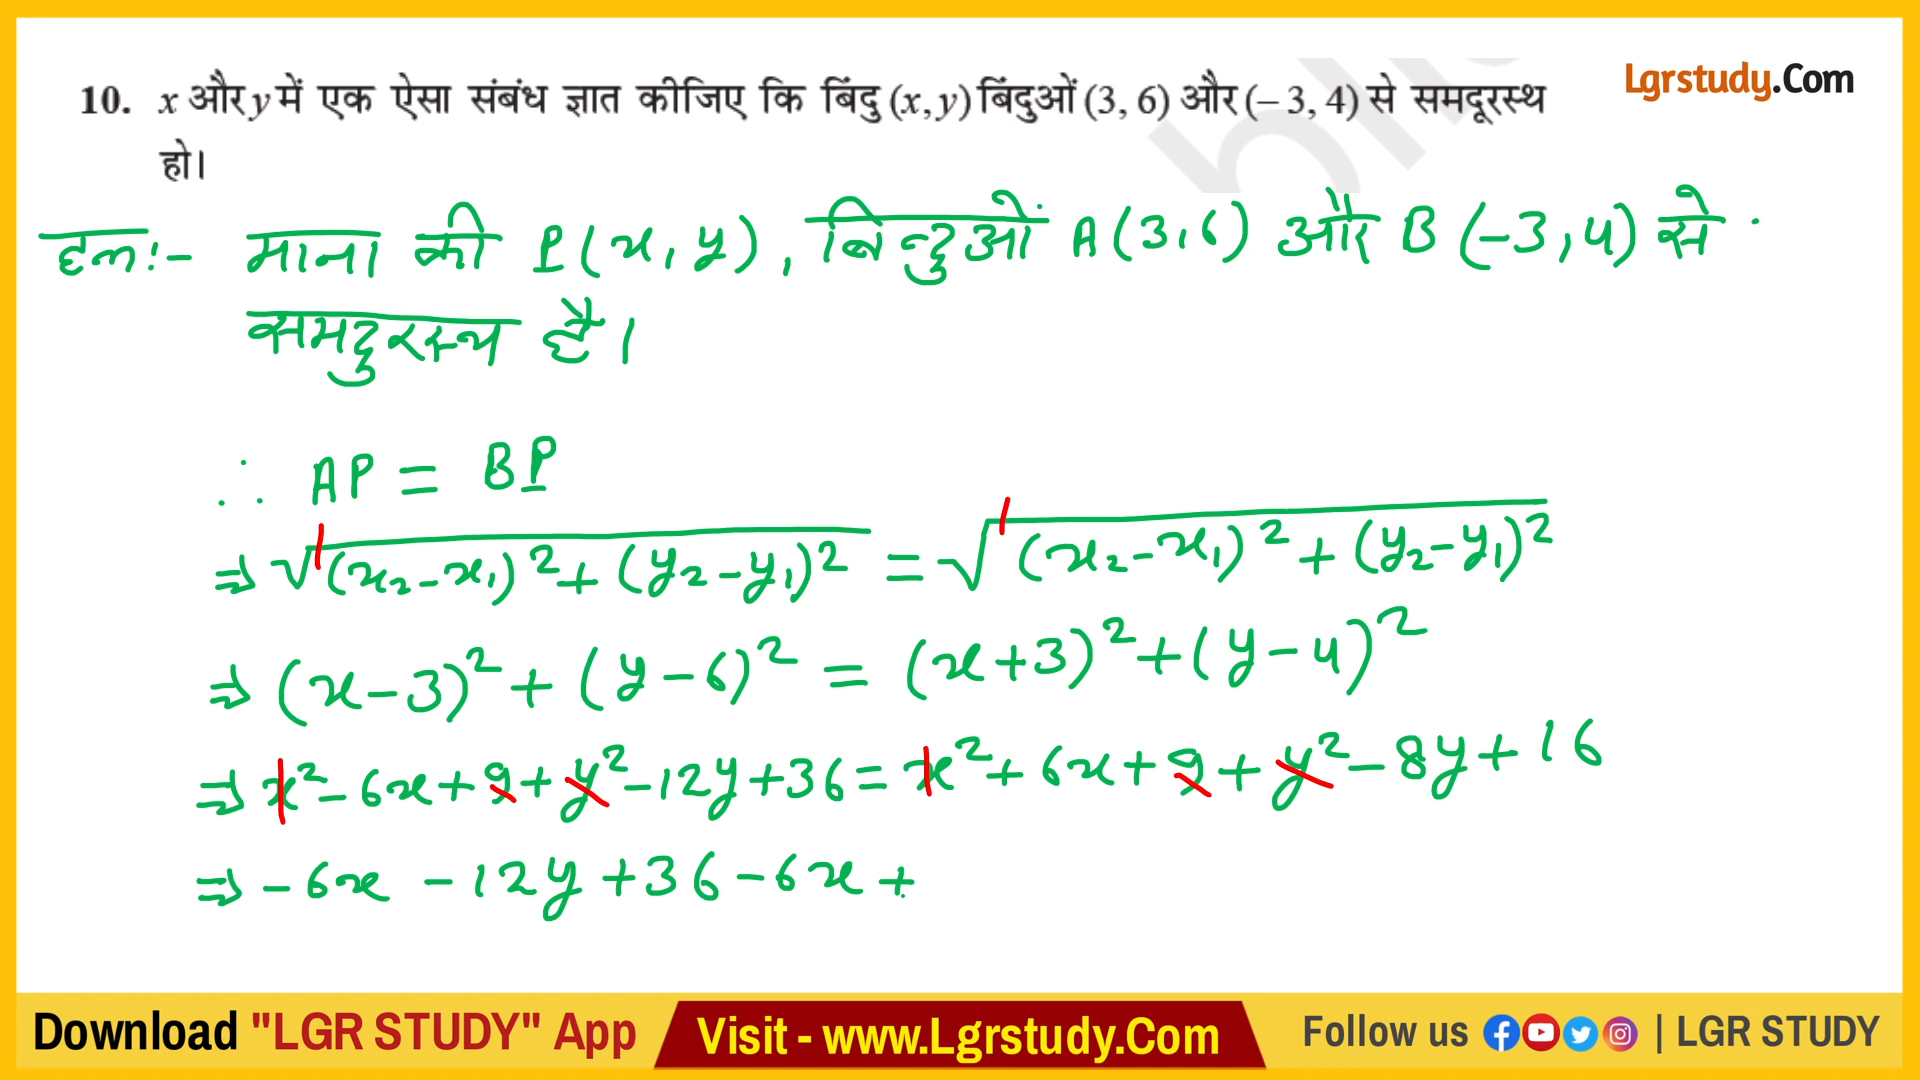 Lgrstudy.Com
10. x और y में एक ऐसा संबंध ज्ञात कीजिए कि बिंदु (x, y) बिंदुओं (3, 6) और (– 3, 4) से समदूरस्थ
हो।
हल:- माना की P(x, y), बिन्दुओं A(3,6) और B(-3,4) से
समदुरस्थ है।
∴ AP = BP
⇒ √(x₂-x₁)²+(y₂-y₁)² = √(x₂-x₁)²+(y₂-y₁)²
⇒ (x-3)²+(y-6)² = (x+3)²+(y-4)²
⇒ x²-6x+9+y²-12y+36=x²+6x+9+y²-8y+16
⇒ -6x -12y+36-6x+
Download "LGR STUDY" App Visit - www.Lgrstudy.Com Follow us | LGR STUDY